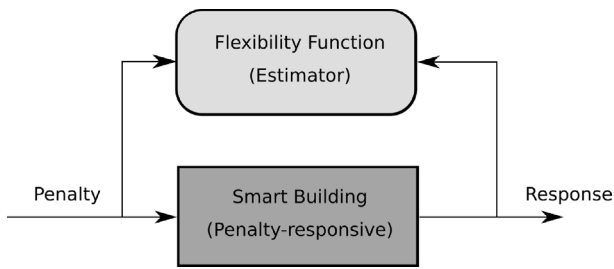 Flexibility Function
(Estimator)
Penalty
Smart Building
(Penalty-responsive)
Response